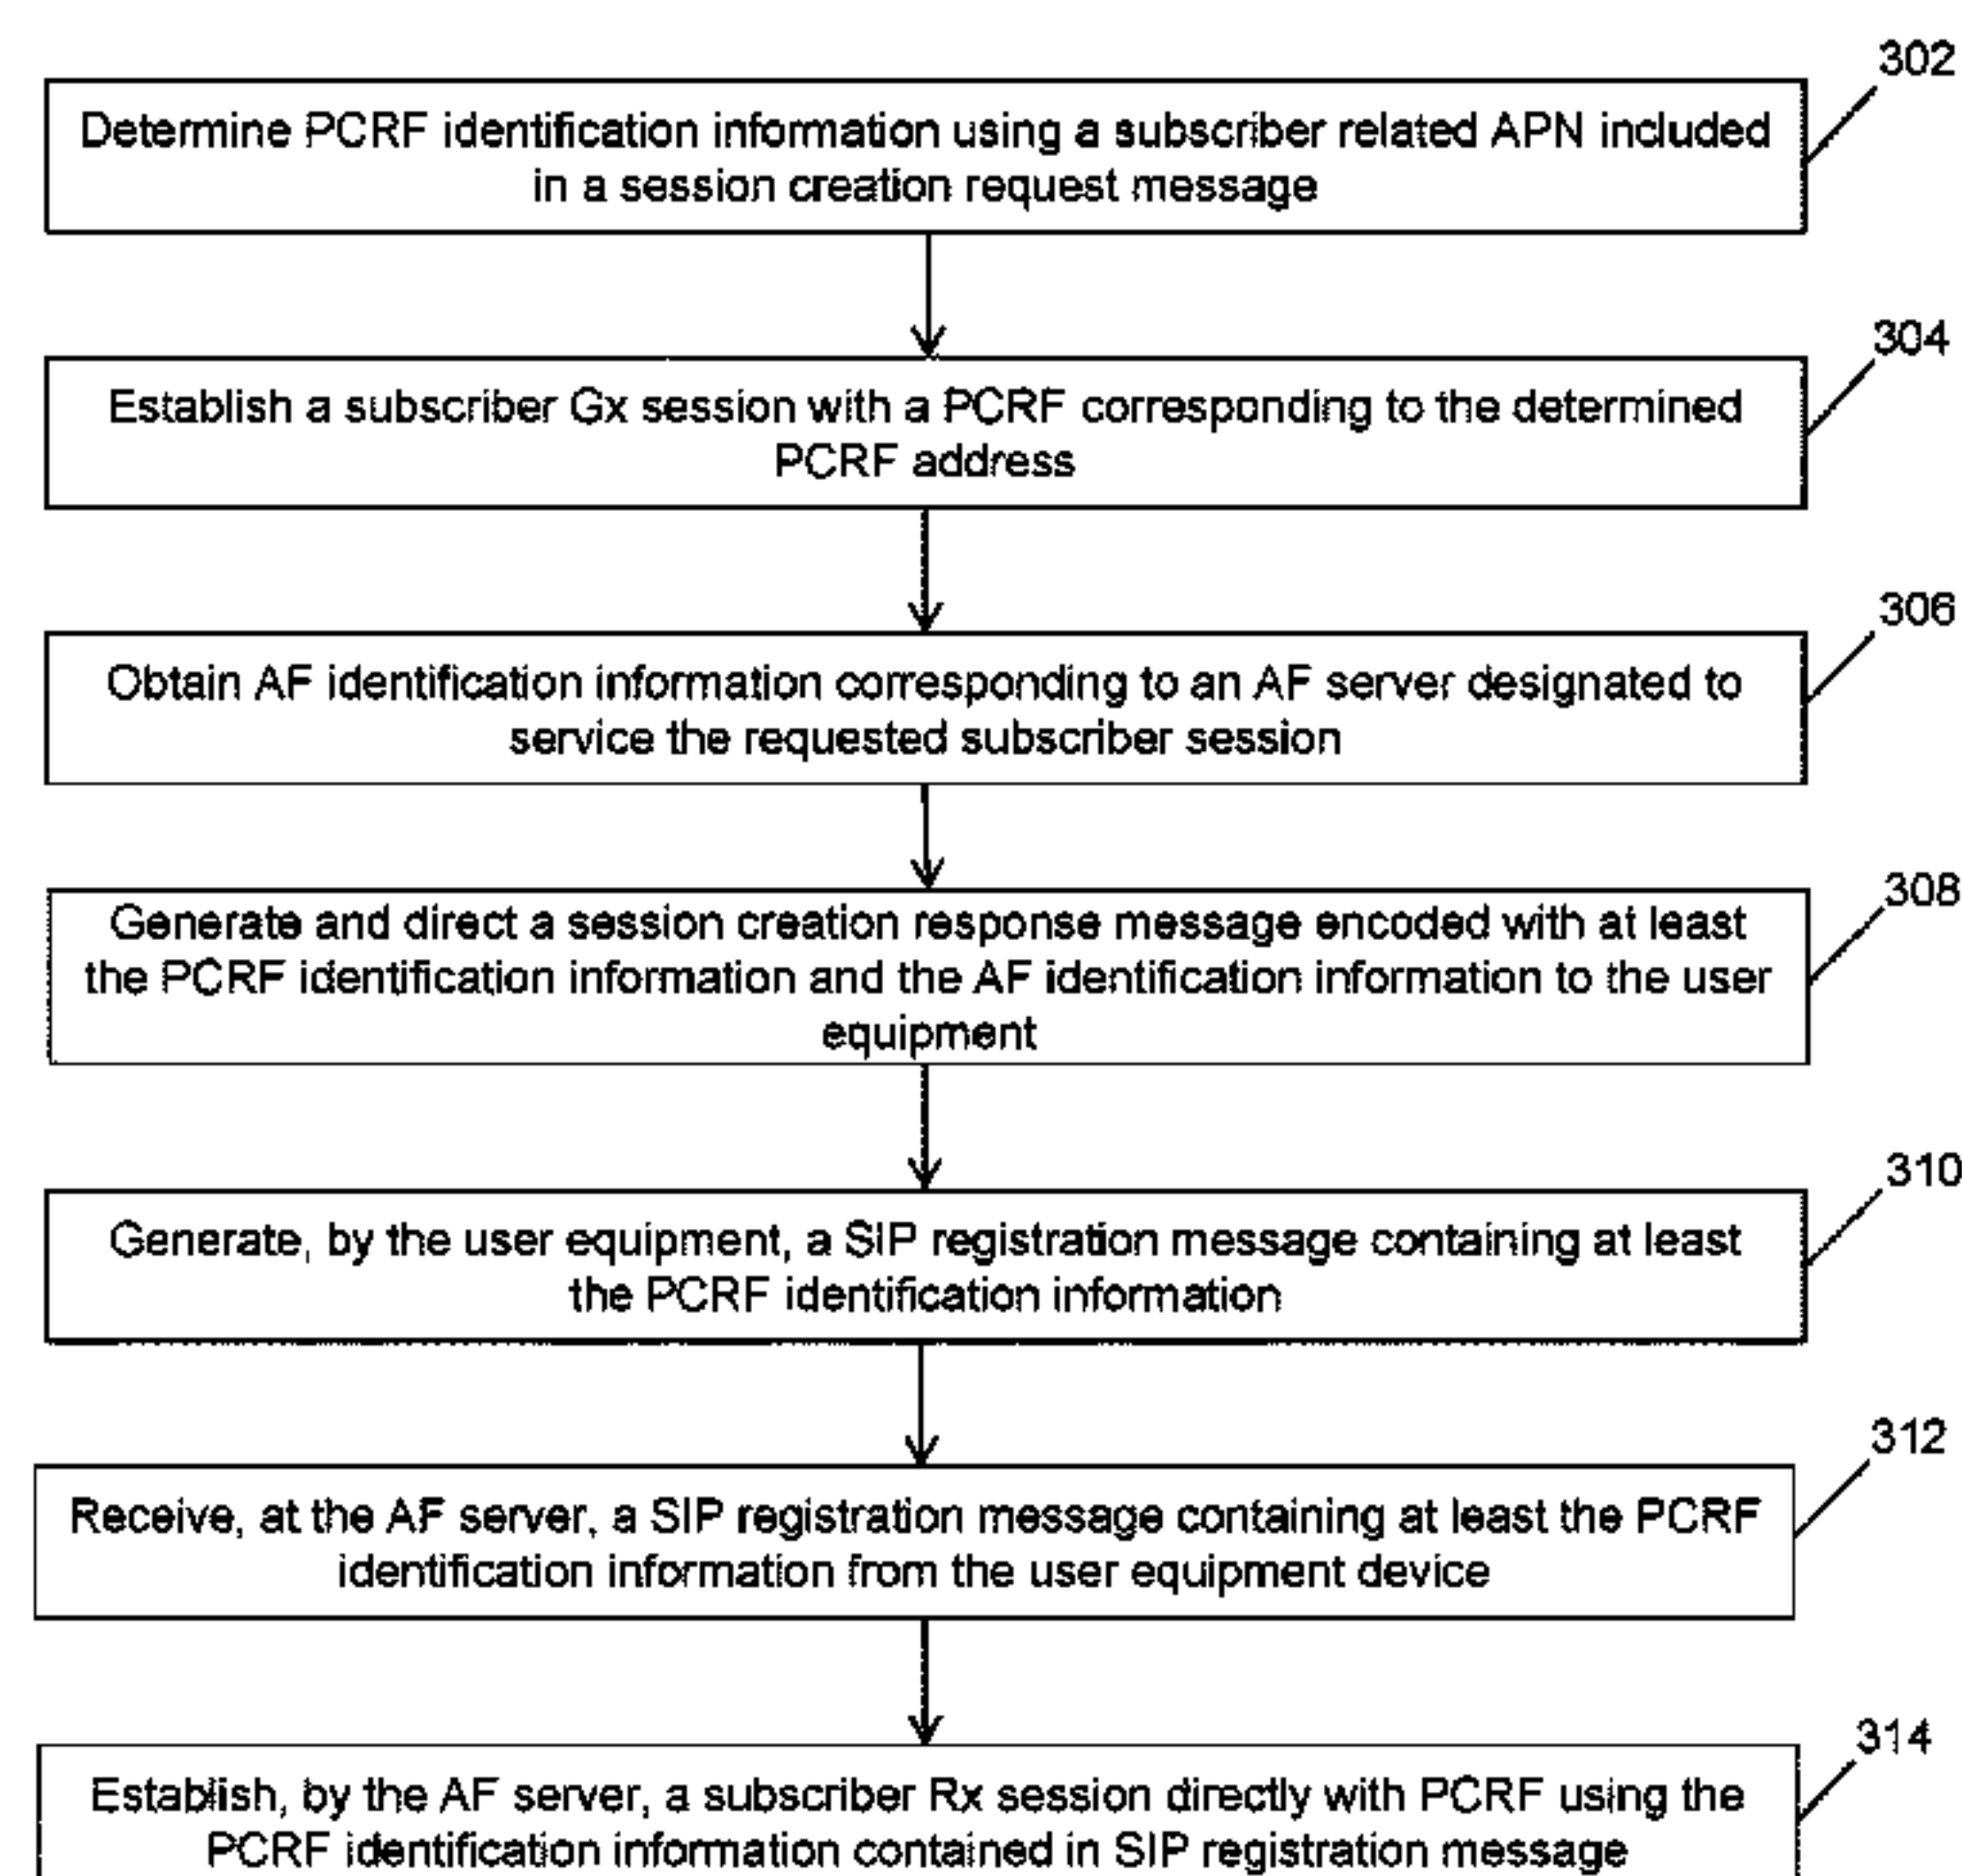 302
Determine PCRF identification information using a subscriber related APN included
in a session creation request message
304
Establish a subscriber Gx session with a PCRF corresponding to the determined
PCRF address
306
Obtain AF identification information corresponding to an AF server designated to
service the requested subscriber session
308
Generate and direct a session creation response message encoded with at least
the PCRF identification information and the AF identification information to the user
equipment
310
Generate, by the user equipment, a SIP registration message containing at least
the PCRF identification information
312
Receive, at the AF server, a SIP registration message containing at least the PCRF
identification information from the user equipment device
314
Establish, by the AF server, a subscriber Rx session directly with PCRF using the
PCRF identification information contained in SIP registration message